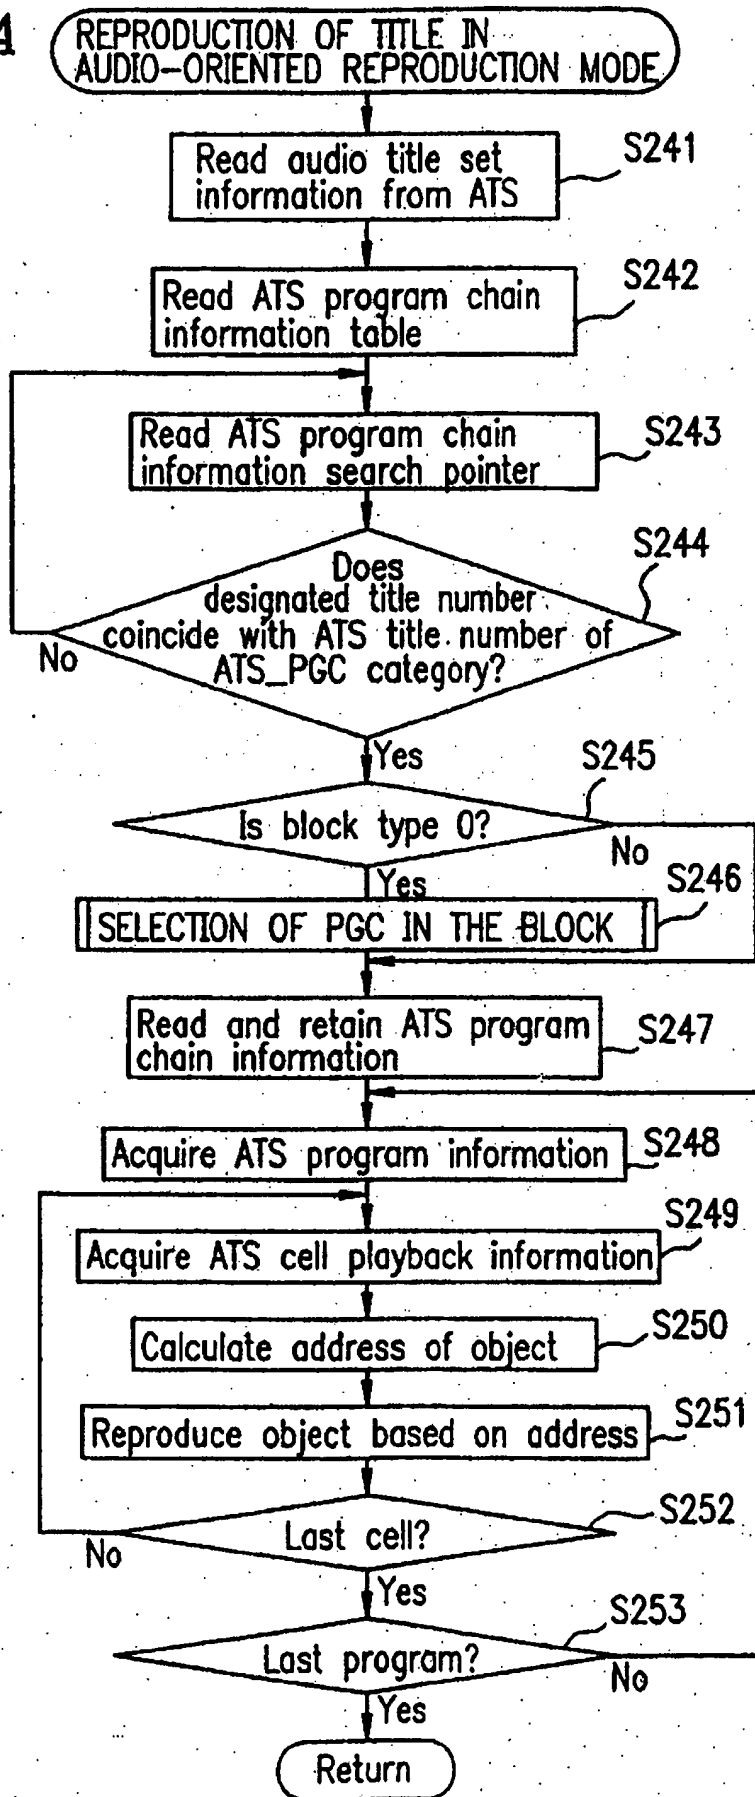 4
REPRODUCTION OF TITLE IN
AUDIO-ORIENTED REPRODUCTION MODE
Read audio title set
information from ATS
S241
Read ATS program chain
information table
S242
Read ATS program chain
information search pointer
S243
Does
designated title number
coincide with ATS title number of
ATS_PGC category?
S244
No
Yes
Is block type 0?
S245
No
Yes
SELECTION OF PGC IN THE BLOCK
S246
Read and retain ATS program
chain information
S247
Acquire ATS program information
S248
Acquire ATS cell playback information
S249
Calculate address of object
S250
Reproduce object based on address
S251
Last cell?
S252
No
Yes
Last program?
S253
No
Yes
Return